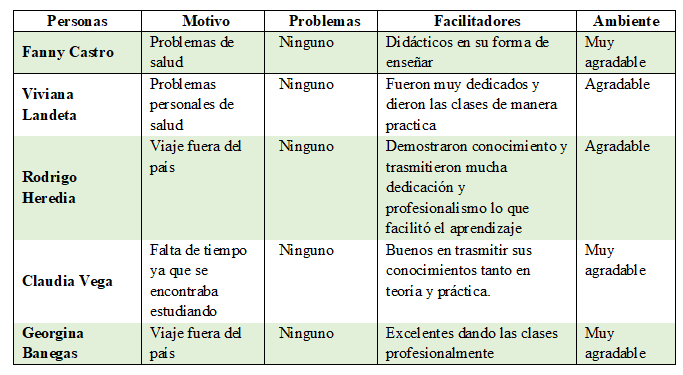 Personas Motivo Problemas Facilitadores Ambiente
Fanny Castro
Problemas de
salud
Ninguno
Didácticos en su forma de
enseñar
Muy
agradable
Viviana
Landeta
Problemas
personales de
salud
Ninguno
Fueron muy dedicados y
dieron las clases de manera
practica
Agradable
Rodrigo
Heredia
Viaje fuera del
país
Ninguno
Demostraron conocimiento y
trasmitieron mucha
dedicación y
profesionalismo lo que
facilitó el aprendizaje
Agradable
Claudia Vega
Falta de tiempo
ya que se
encontraba
estudiando
Ninguno
Buenos en trasmitir sus
conocimientos tanto en
teoría y práctica.
Muy
agradable
Georgina
Banegas
Viaje fuera del
país
Ninguno
Excelentes dando las clases
profesionalmente
Muy
agradable